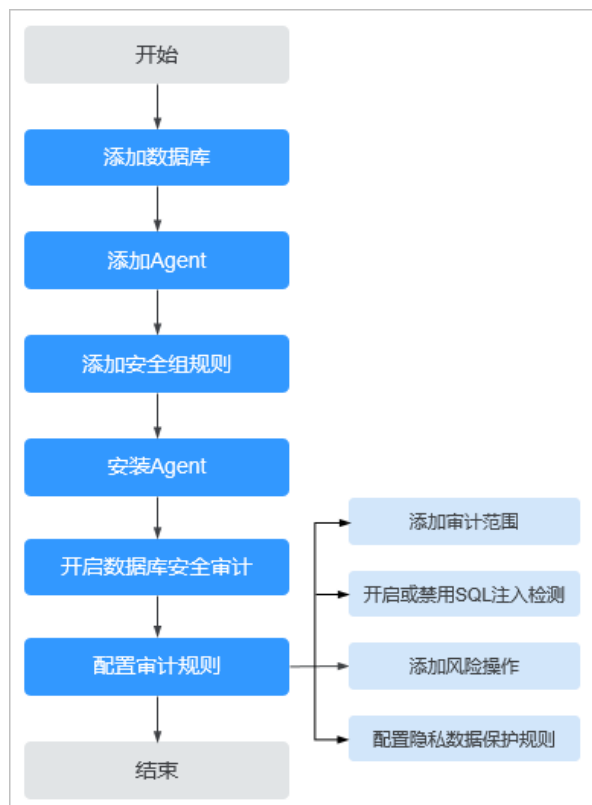 开始
添加数据库
添加Agent
添加安全组规则
安装Agent
开启数据库安全审计
配置审计规则
结束
添加审计范围
开启或禁用SQL注入检测
添加风险操作
配置隐私数据保护规则